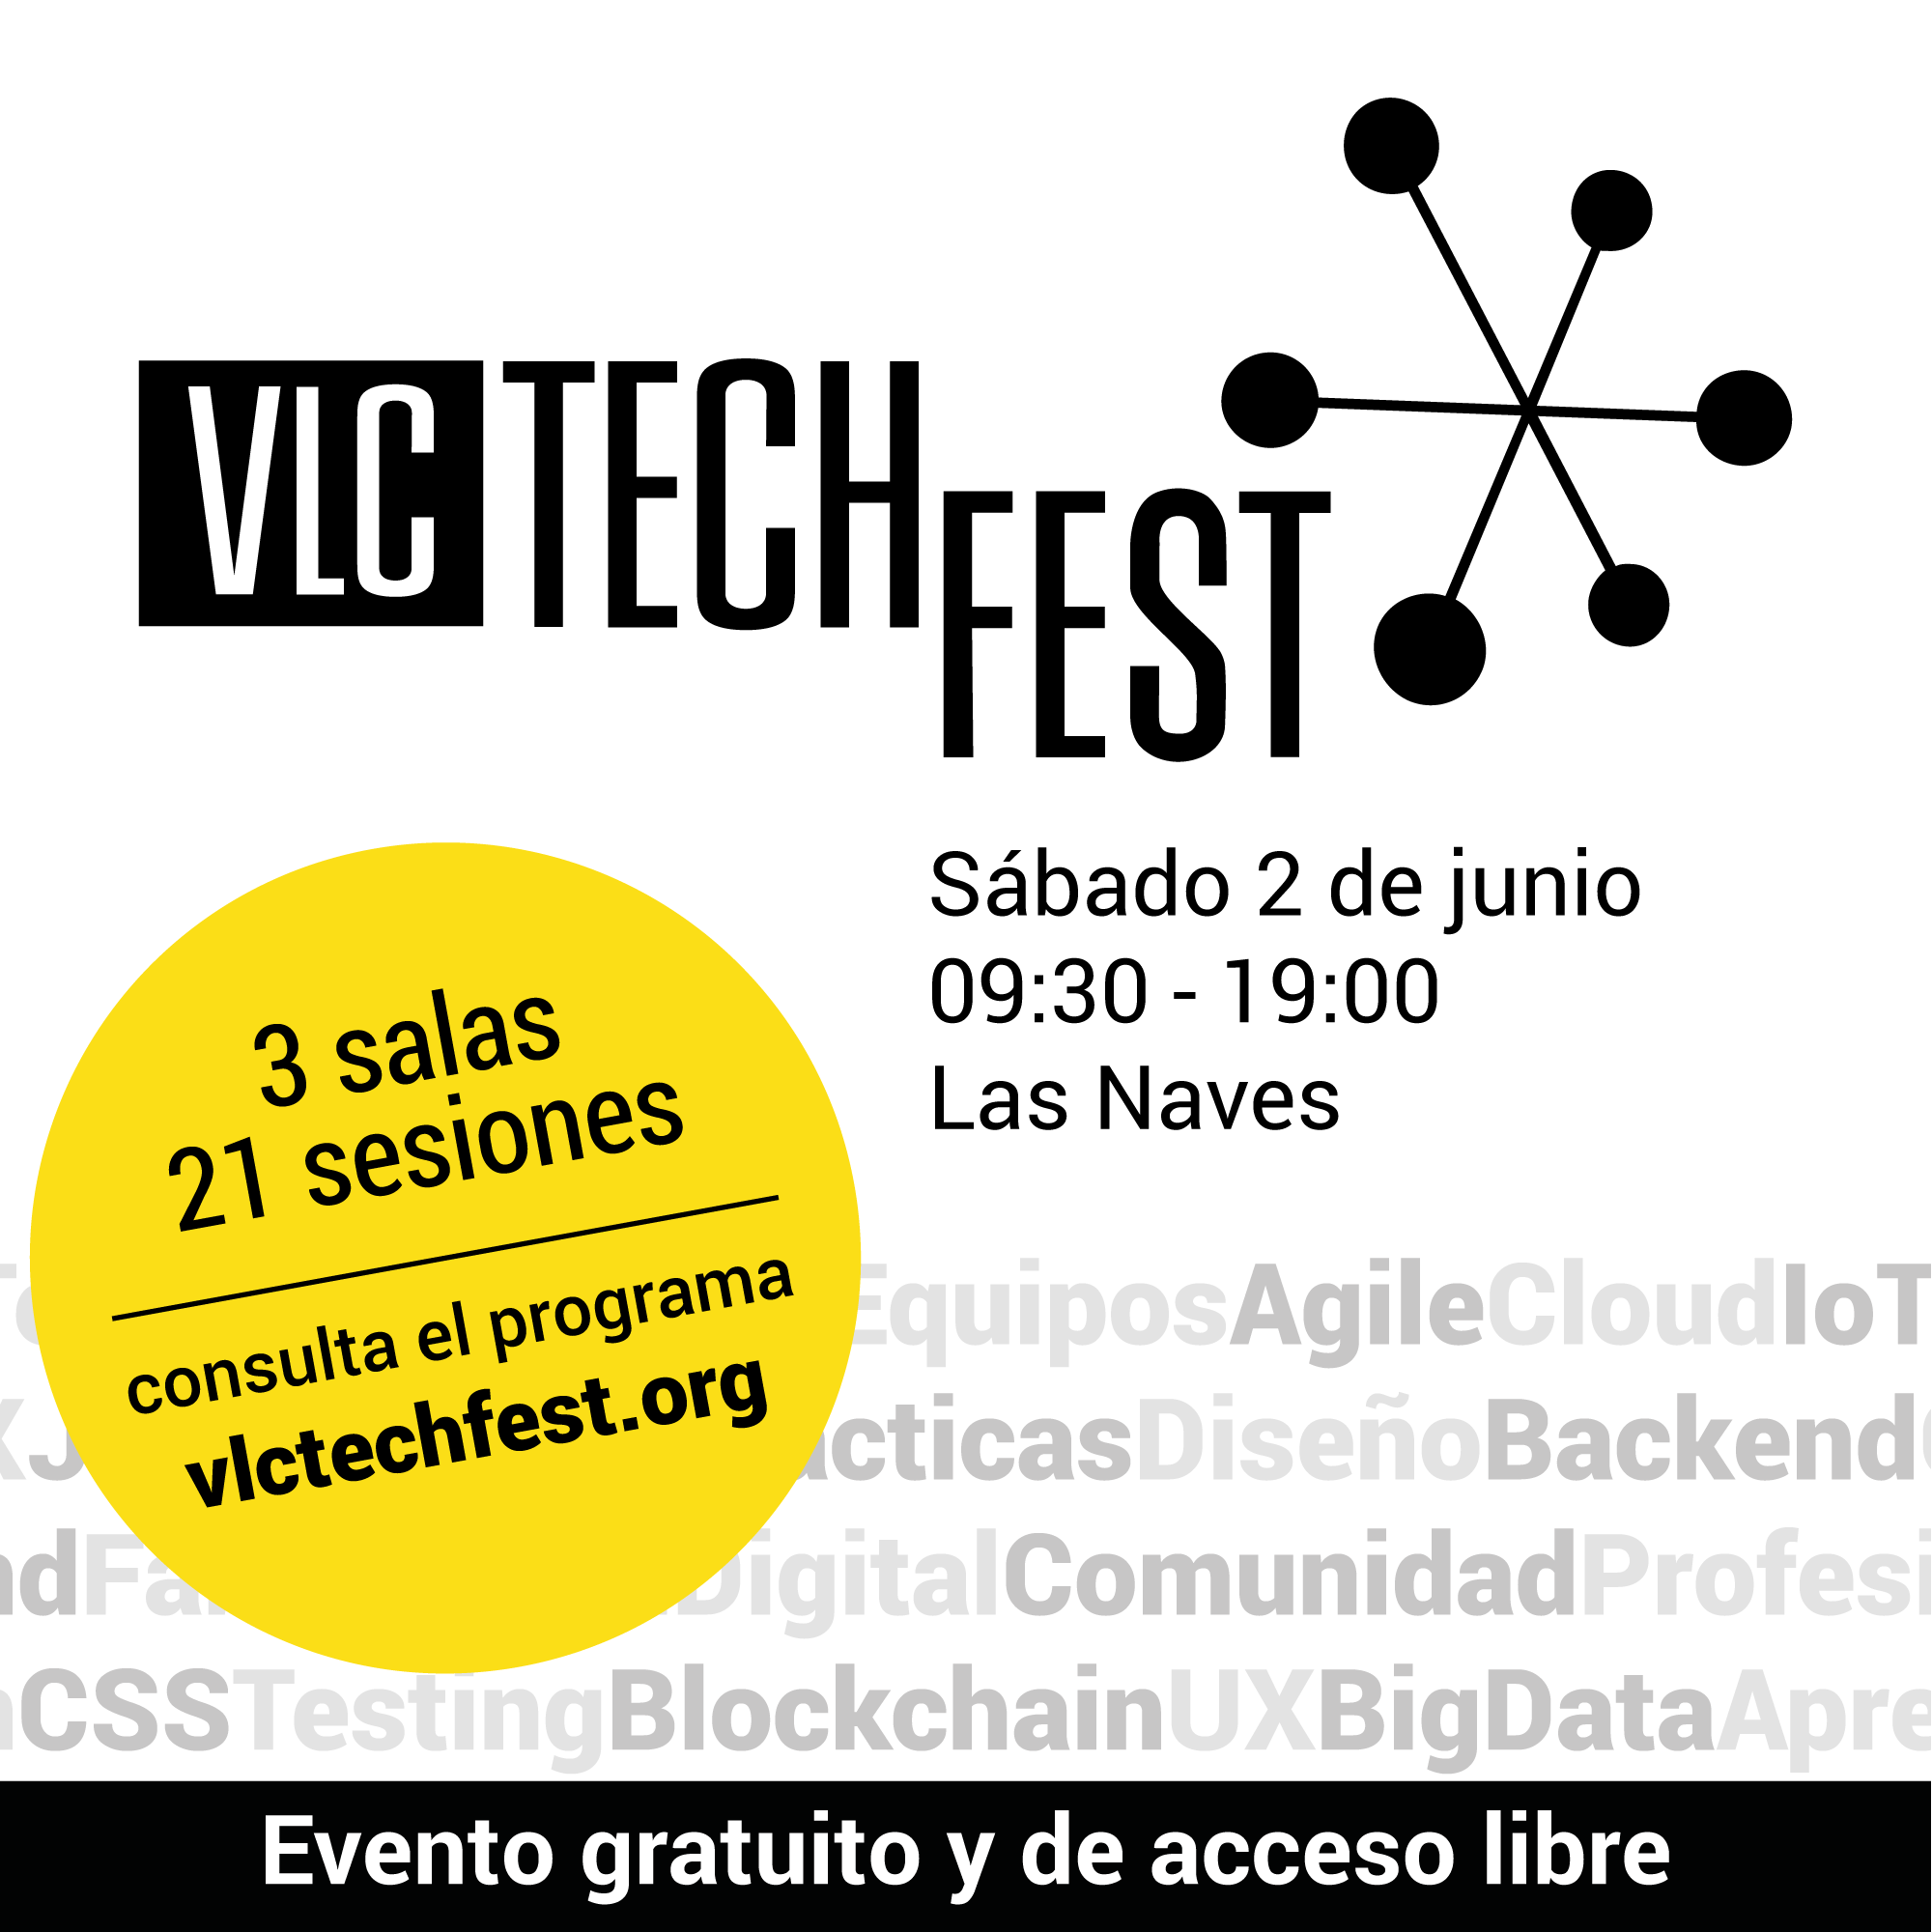 VLC TECH
FEST
Sábado 2 de junio
09:30 - 19:00
Las Naves
3 salas
21 sesiones
consulta el programa
vlctechfest.org
EquiposAgileCloudIoT
DiseñoBackend
DigitalComunidad
CSSTestingBlockchainUXBigData
Evento gratuito y de acceso libre